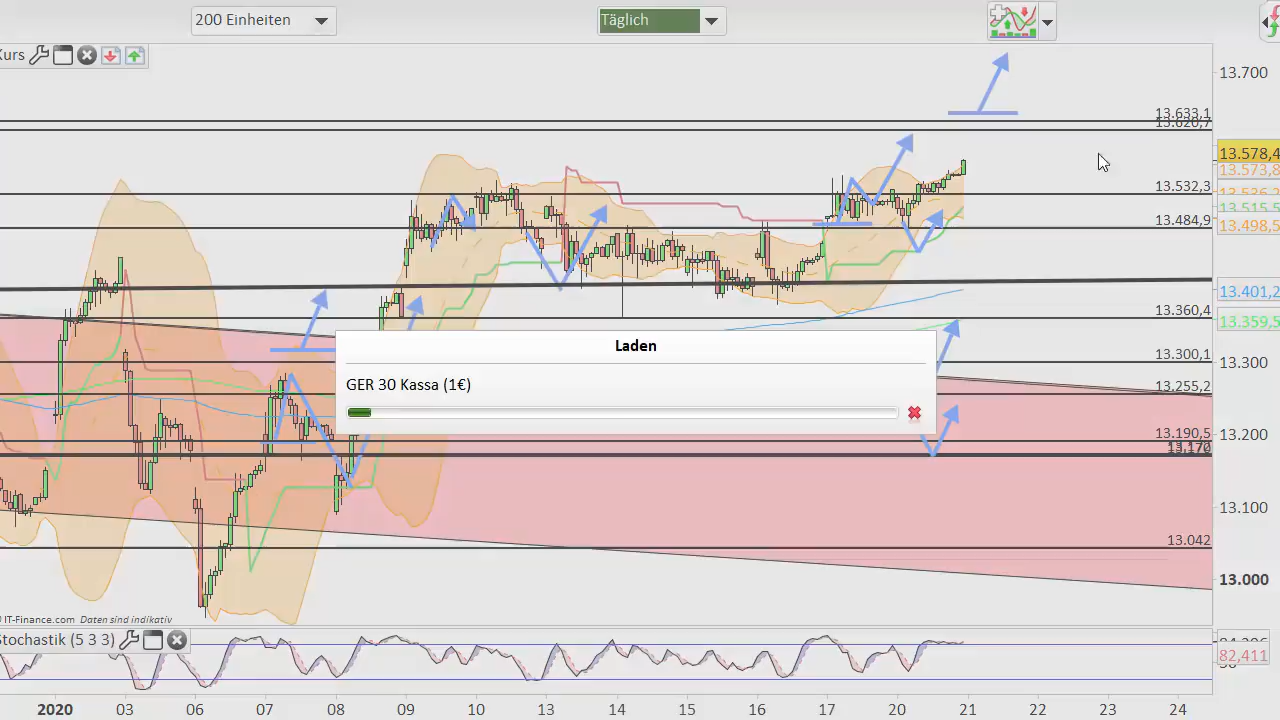 200 Einheiten
Täglich
Kurs
13.700
13.633,1
13.620,7
13.578,4
13.573,8
13.532,3
13.515,5
13.484,9
13.498,5
13.401,2
13.360,4
13.359,5
Laden
GER 30 Kassa (1€)
13.300,1
13.300
13.255,2
13.190,5
13.200
13.170
13.100
13.042
13.000
IT-Finance.com Daten sind indikativ
Stochastik (5 3 3)
82,411
2020 03 06 07 08 09 10 13 14 15 16 17 20 21 22 23 24